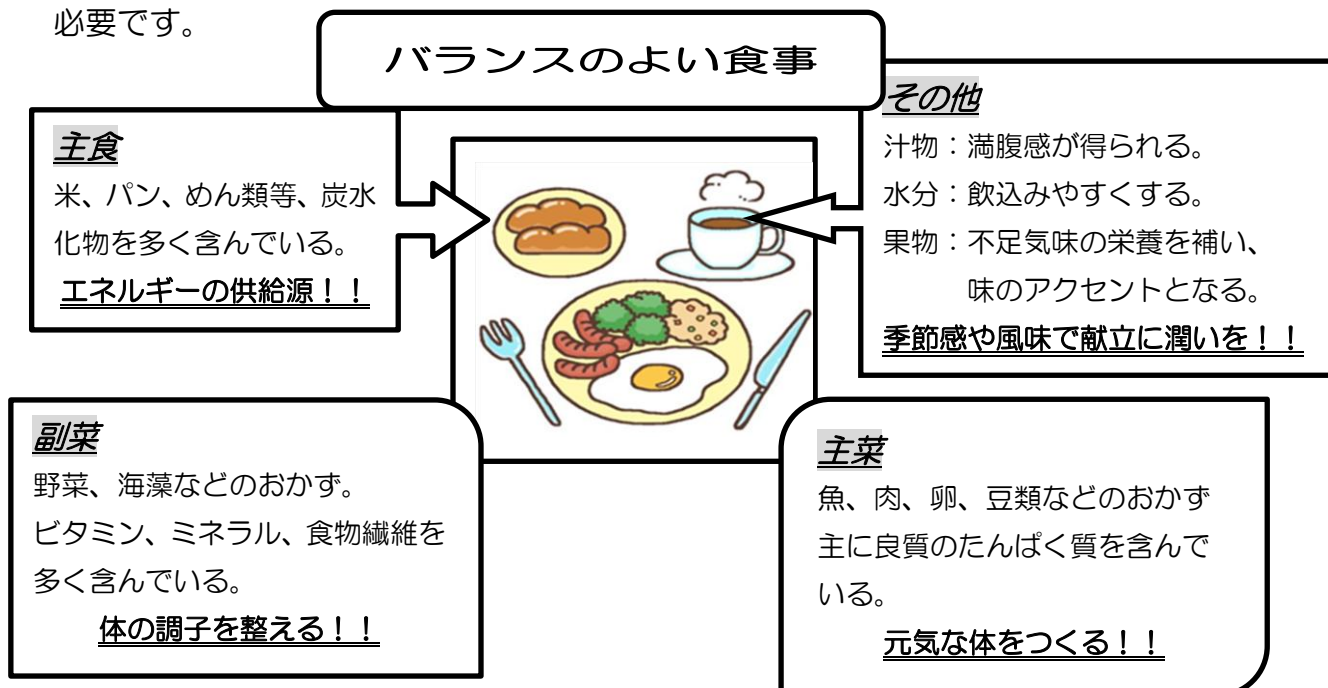 必要です。
バランスのよい食事
主食
米、パン、めん類等、炭水
化物を多く含んでいる。
エネルギーの供給源！！
その他
汁物：満腹感が得られる。
水分：飲込みやすくする。
果物：不足気味の栄養を補い、
味のアクセントとなる。
季節感や風味で献立に潤いを！！
副菜
野菜、海藻などのおかず。
ビタミン、ミネラル、食物繊維を
多く含んでいる。
体の調子を整える！！
主菜
魚、肉、卵、豆類などのおかず
主に良質のたんぱく質を含んで
いる。
元気な体をつくる！！